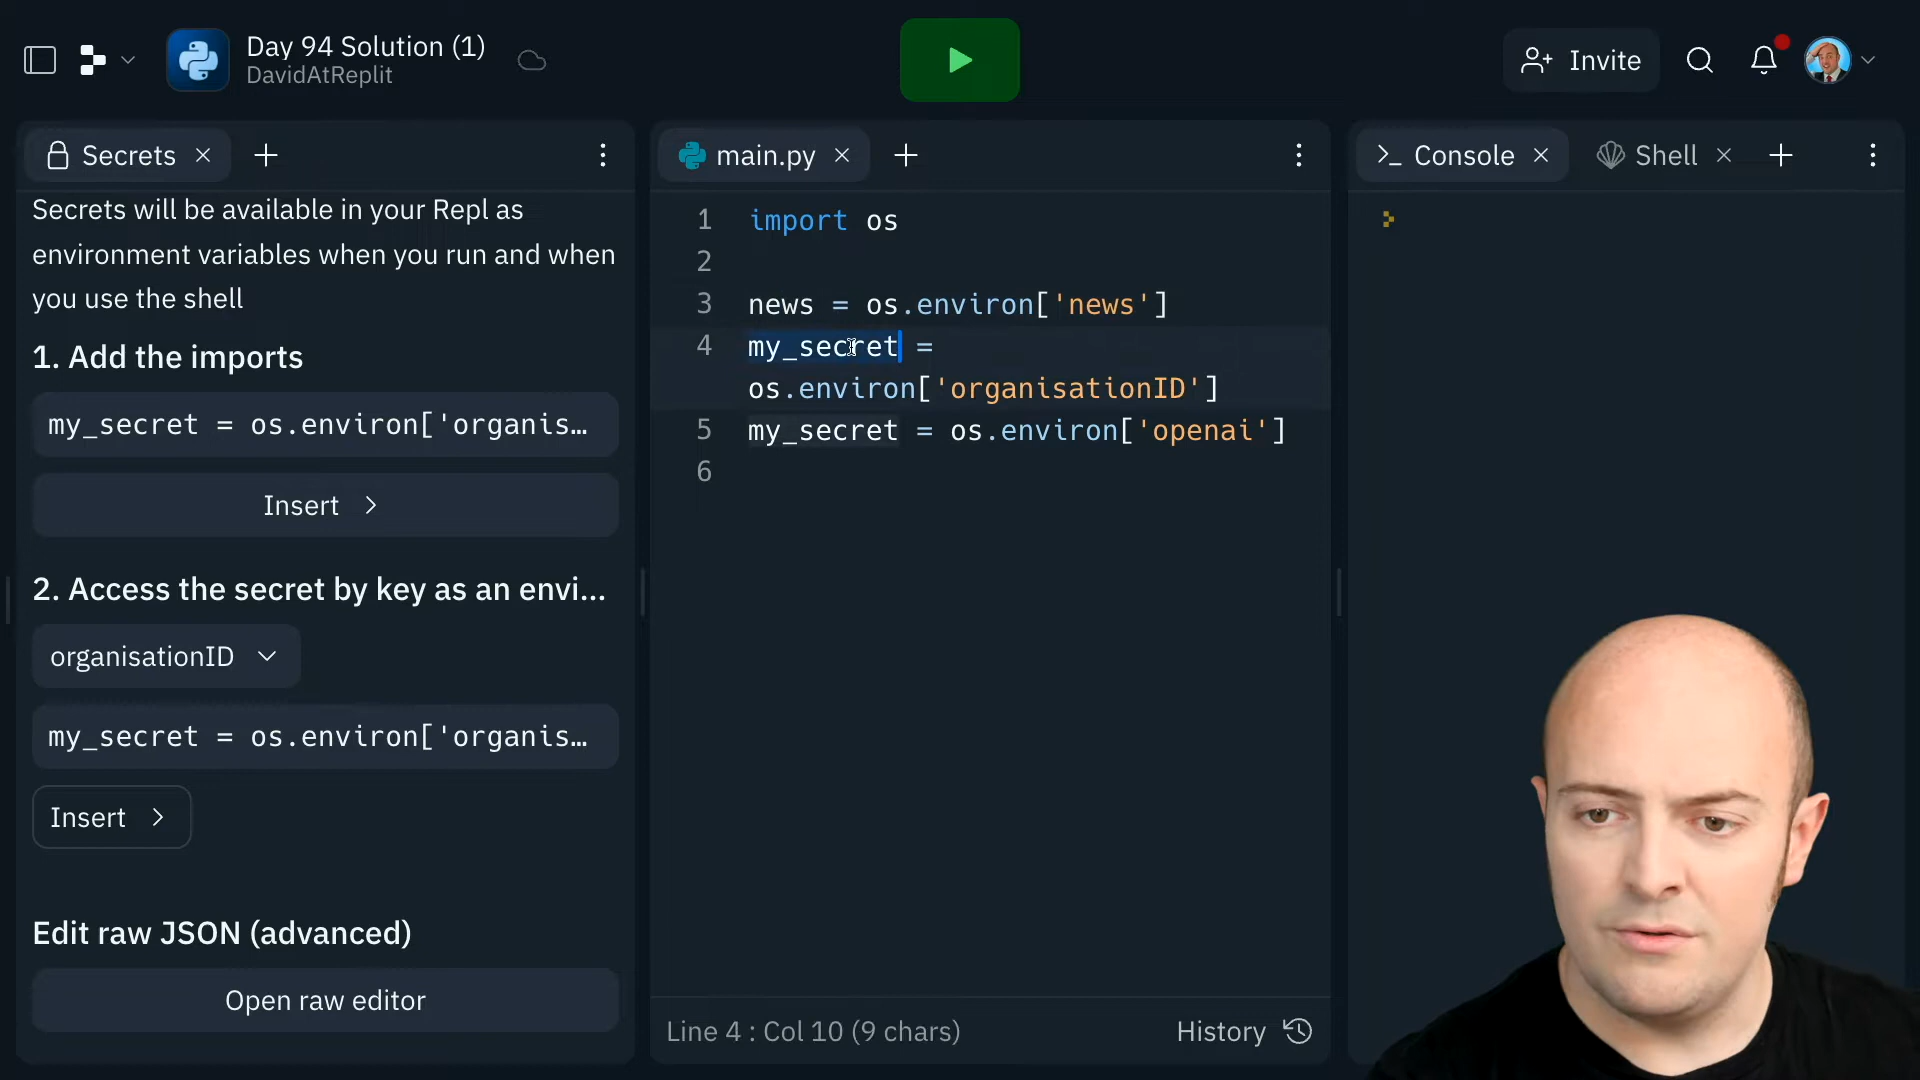 Day 94 Solution (1)
DavidAtReplit
Invite
Secrets
main.py
Console
Shell
Secrets will be available in your Repl as
environment variables when you run and when
you use the shell
1. Add the imports
my_secret = os.environ['organis…
Insert
2. Access the secret by key as an envi…
organisationID
my_secret = os.environ['organis…
Insert
Edit raw JSON (advanced)
Open raw editor
1 import os
2
3 news = os.environ['news']
4 my_secret =
os.environ['organisationID']
5 my_secret = os.environ['openai']
6
Line 4 : Col 10 (9 chars)
History